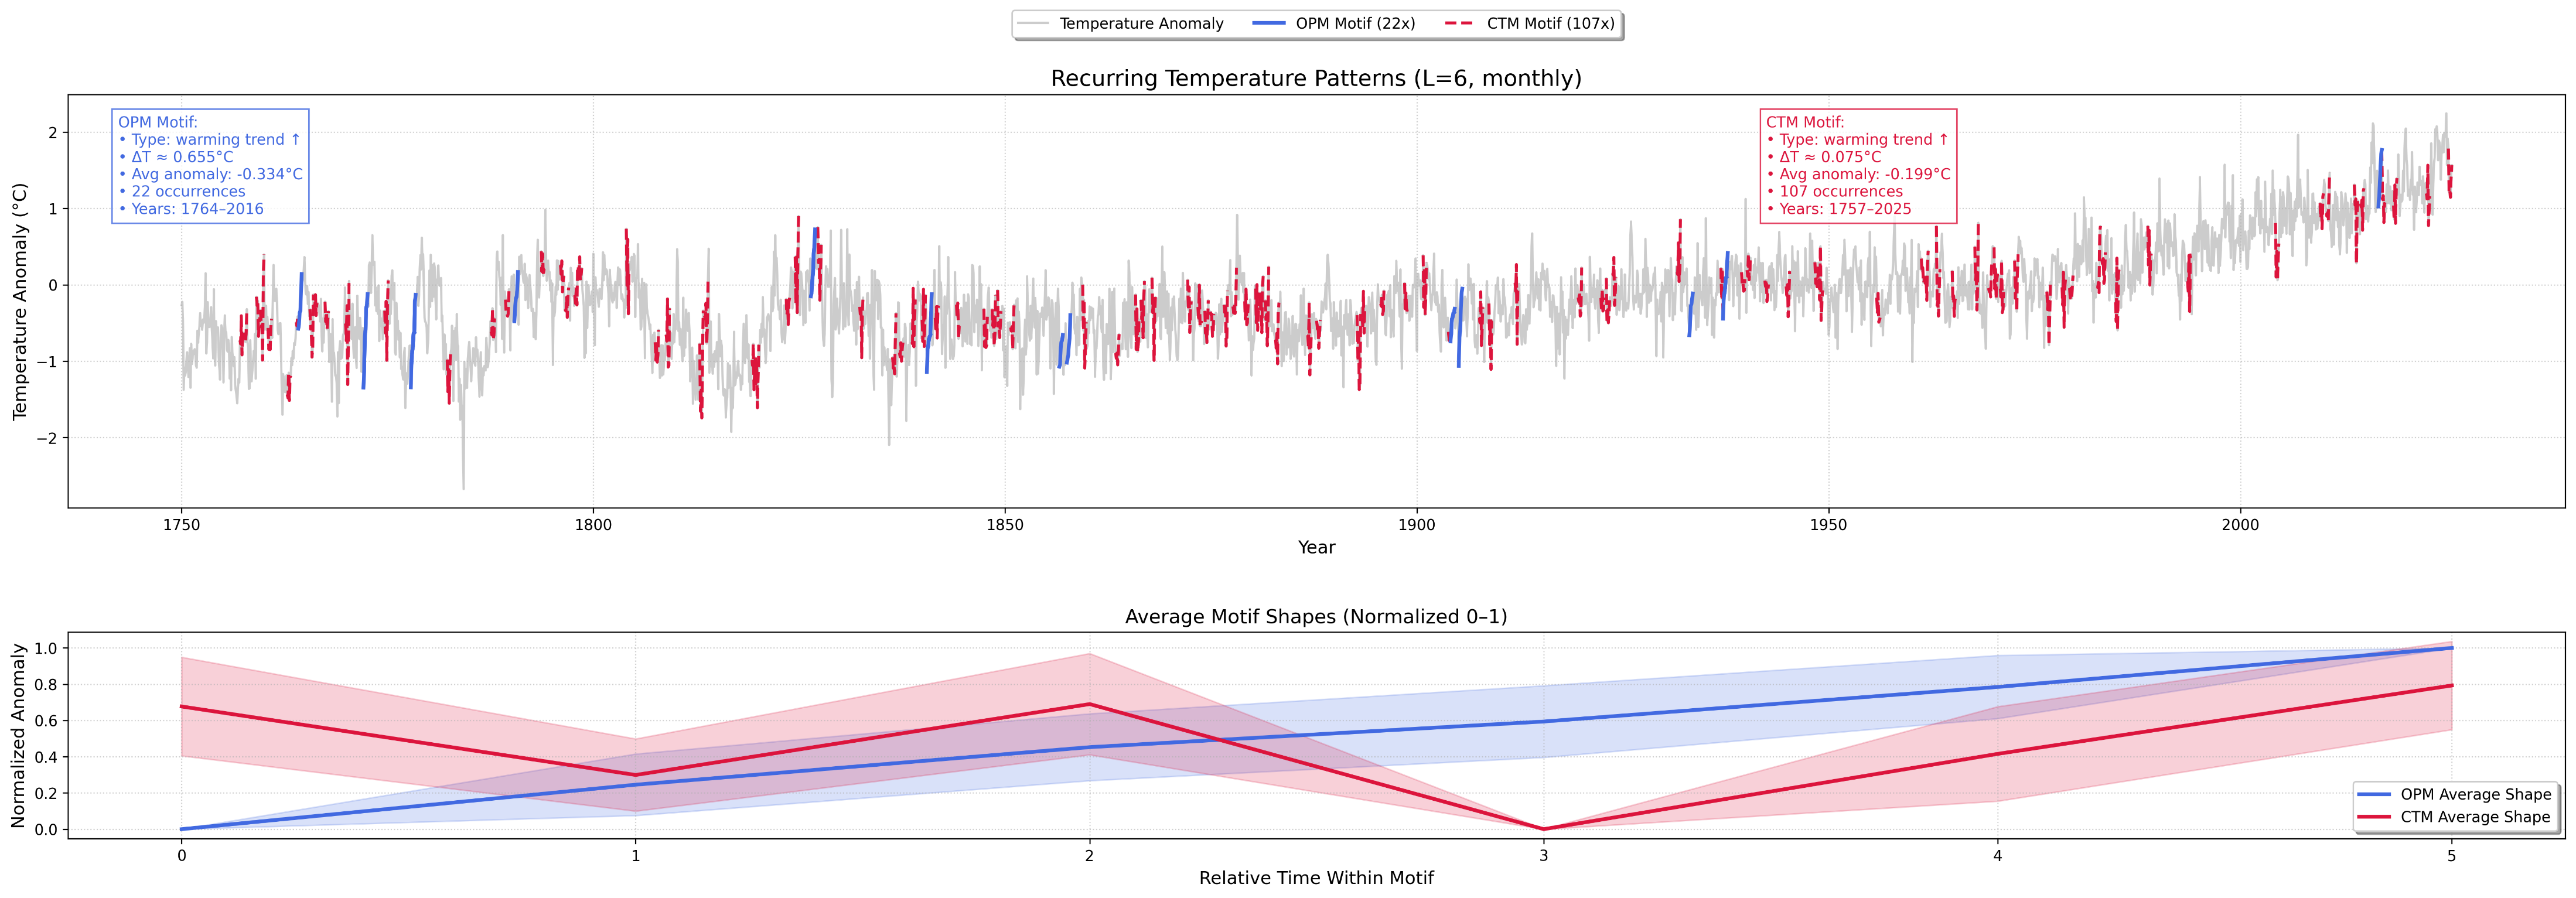 Temperature Anomaly
OPM Motif (22x)
CTM Motif (107x)
Recurring Temperature Patterns (L=6, monthly)
OPM Motif:
• Type: warming trend ↑
• ΔT ≈ 0.655°C
• Avg anomaly: -0.334°C
• 22 occurrences
• Years: 1764–2016
CTM Motif:
• Type: warming trend ↑
• ΔT ≈ 0.075°C
• Avg anomaly: -0.199°C
• 107 occurrences
• Years: 1757–2025
Temperature Anomaly (°C)
2
1
0
−1
−2
1750
1800
1850
1900
1950
2000
Year
Average Motif Shapes (Normalized 0–1)
Normalized Anomaly
1.0
0.8
0.6
0.4
0.2
0.0
OPM Average Shape
CTM Average Shape
0
1
2
3
4
5
Relative Time Within Motif